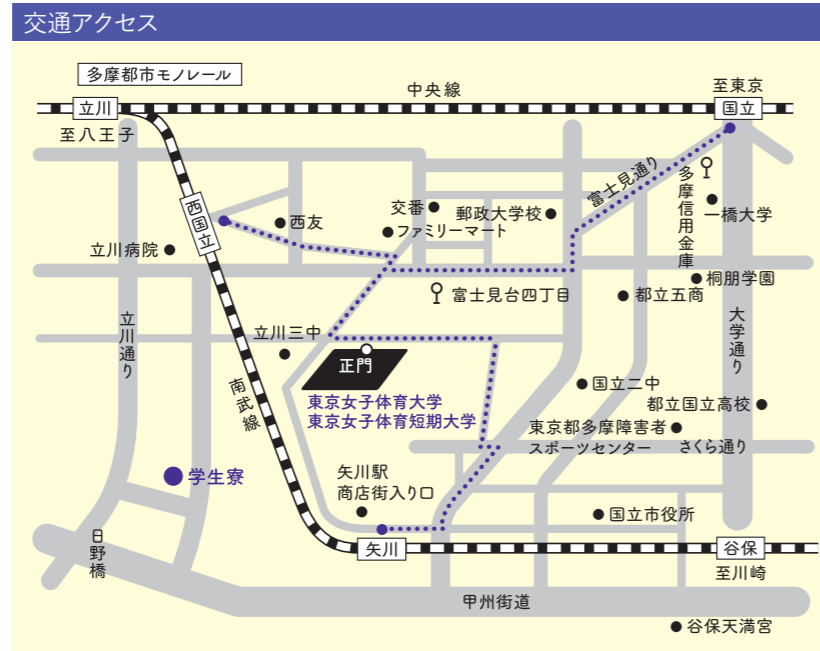 交通アクセス
多摩都市モノレール
中央線
至東京
立川
国立
至八王子
富士見通り
多摩信用金庫
西国立
西友
交番
郵政大学校
一橋大学
ファミリーマート
立川病院
桐朋学園
富士見台四丁目
都立五商
立川通り
大学通り
立川三中
正門
南武線
国立二中
東京女子体育大学
東京女子体育短期大学
都立国立高校
東京都多摩障害者
スポーツセンター
さくら通り
学生寮
矢川駅
商店街入り口
国立市役所
日野橋
矢川
谷保
至川崎
甲州街道
谷保天満宮